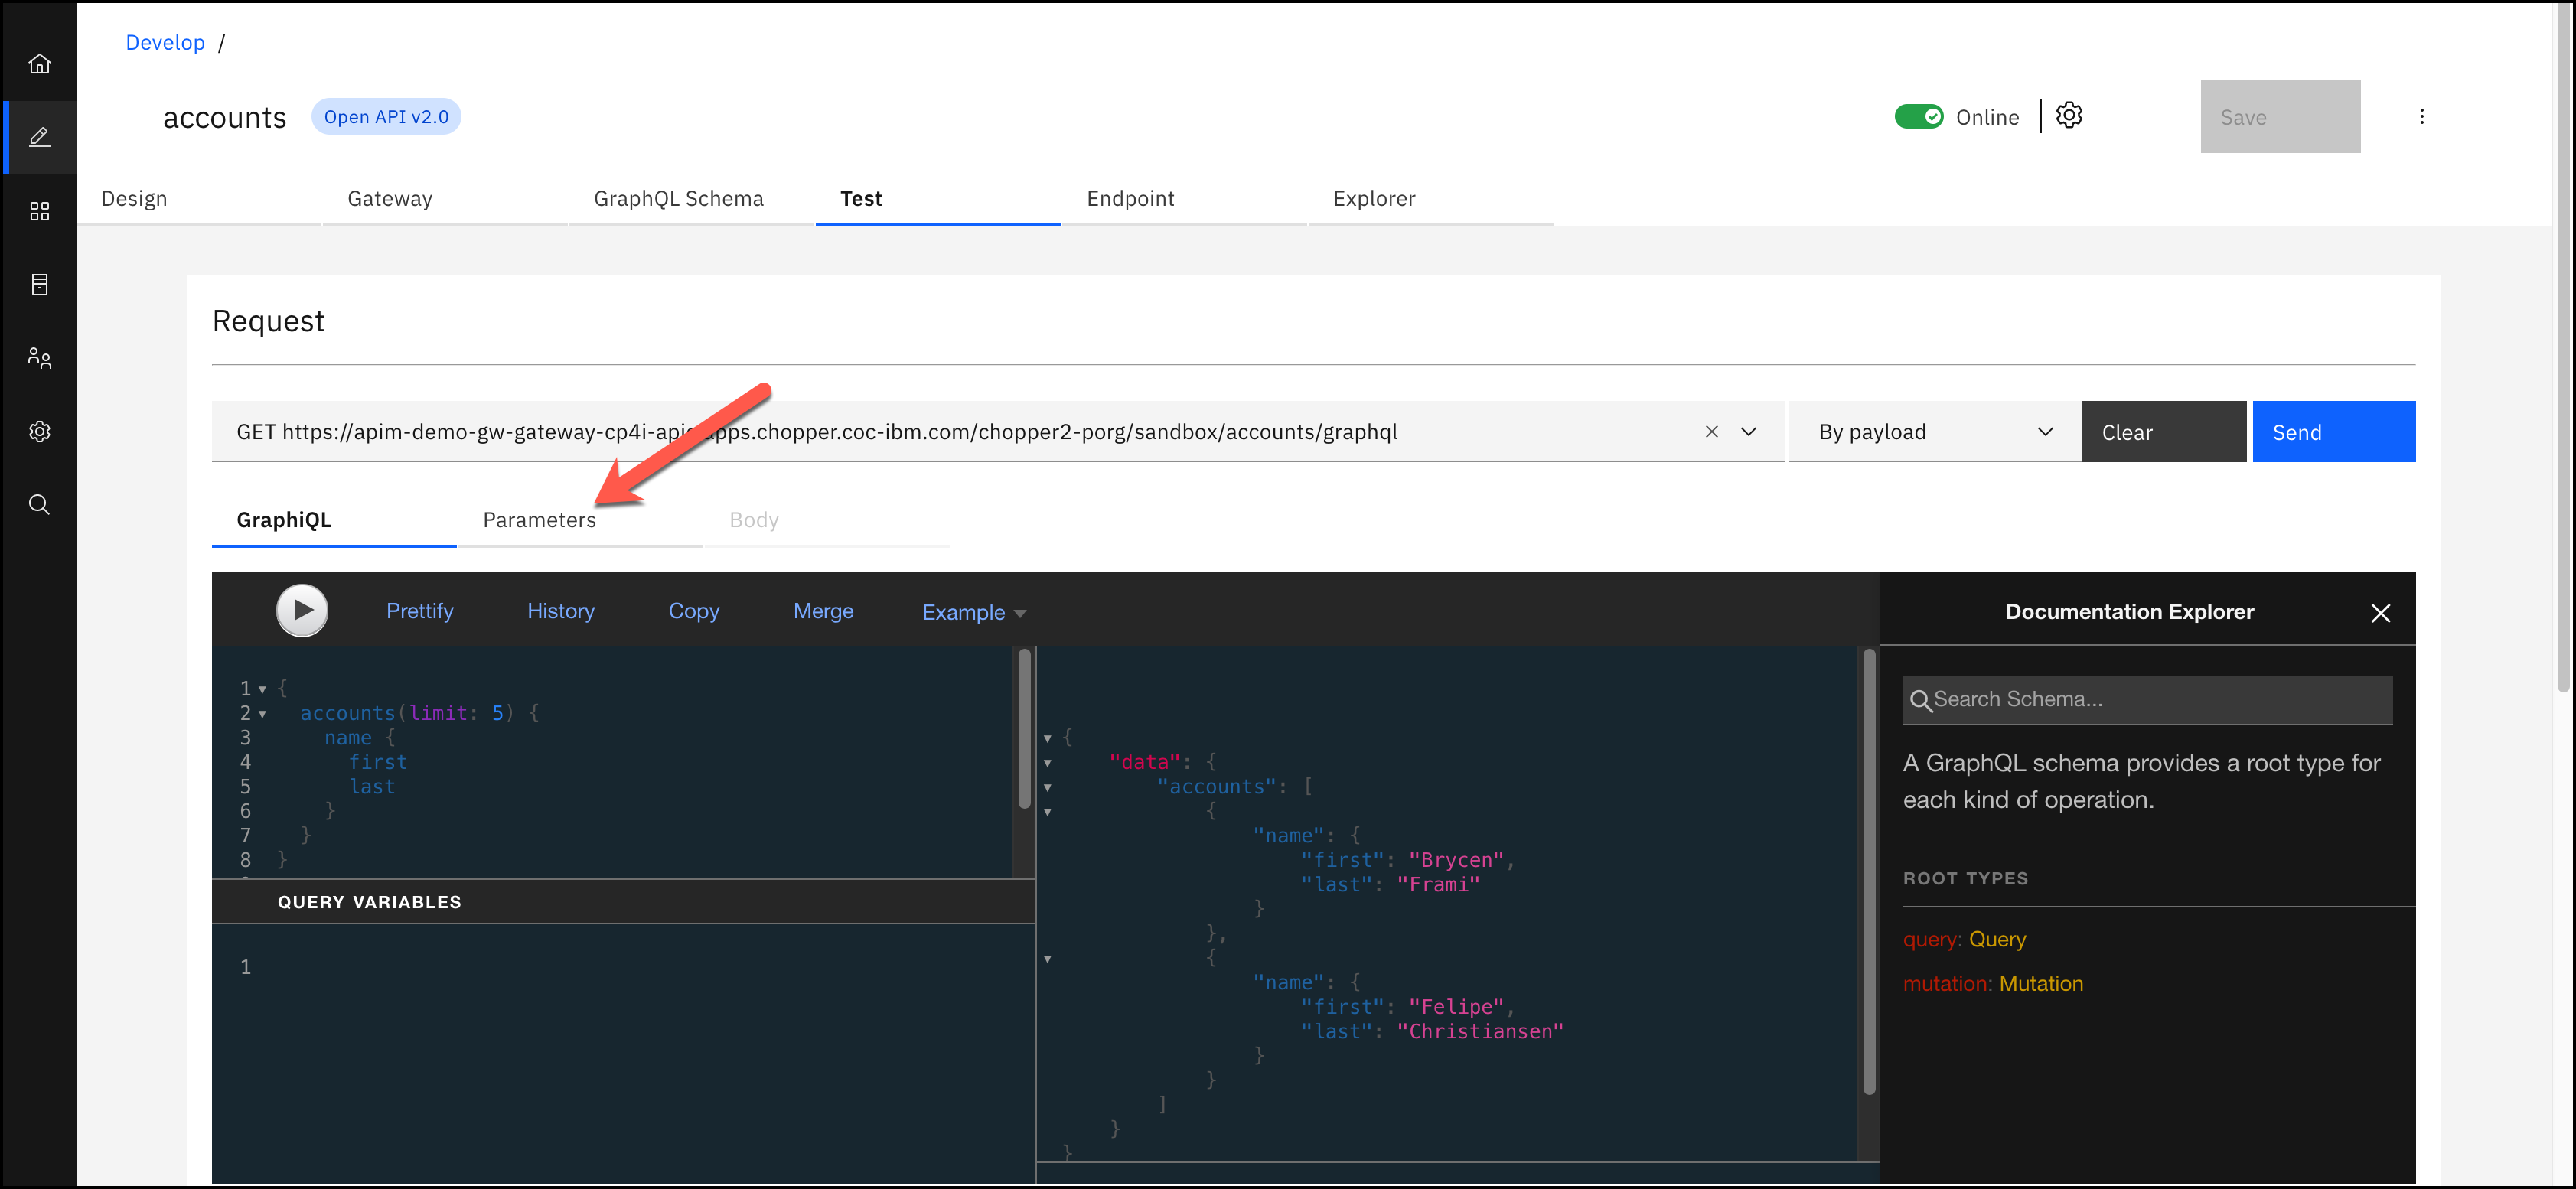 Develop /
accounts Open API v2.0 Online Save
Design Gateway GraphQL Schema Test Endpoint Explorer
Request
GET https://apim-demo-gw-gateway-cp4i-apic apps.chopper.coc-ibm.com/chopper2-porg/sandbox/accounts/graphql By payload Clear Send
GraphiQL Parameters Body
Prettify History Copy Merge Example
1 {
2 accounts(limit: 5) {
3 name {
4 first
5 last
6 }
7 }
8 }
QUERY VARIABLES
1
{
"data": {
"accounts": [
{
"name": {
"first": "Brycen",
"last": "Frami"
}
},
{
"name": {
"first": "Felipe",
"last": "Christiansen"
}
}
]
}
}
Documentation Explorer
Search Schema...
A GraphQL schema provides a root type for
each kind of operation.
ROOT TYPES
query: Query
mutation: Mutation